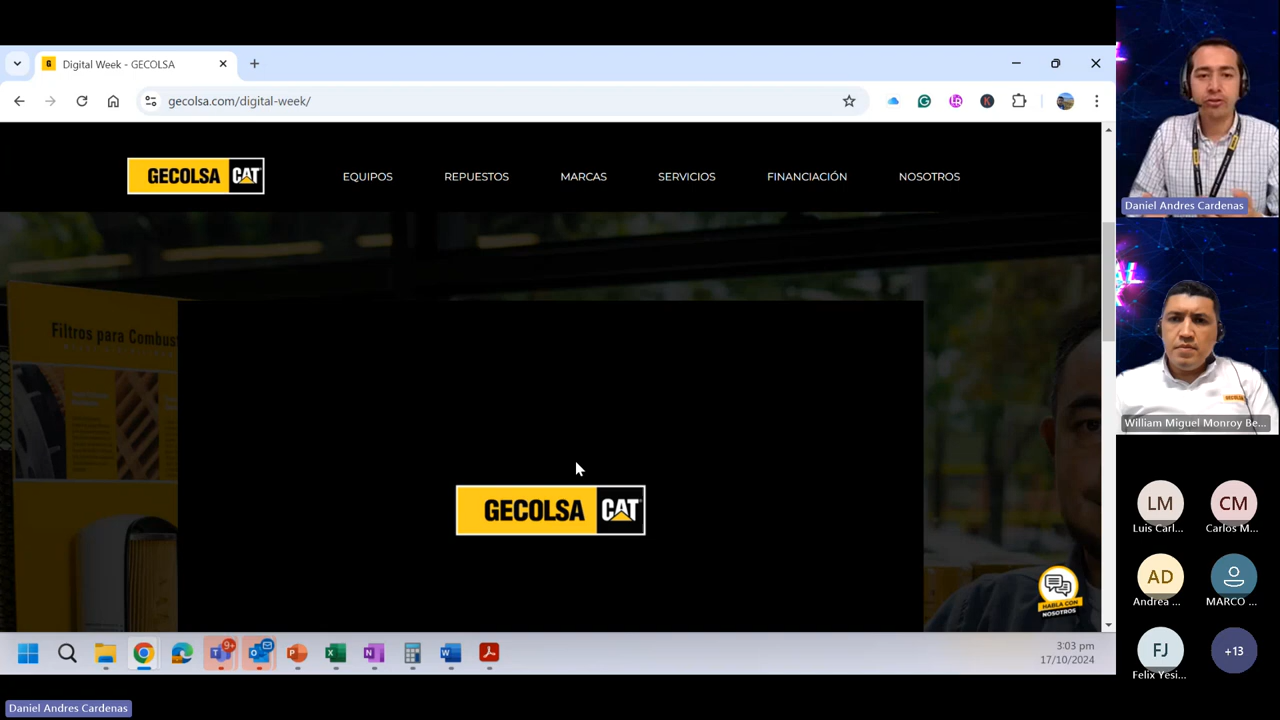 Digital Week - GECOLSA
gecolsa.com/digital-week/
GECOLSA CAT
EQUIPOS
REPUESTOS
MARCAS
SERVICIOS
FINANCIACIÓN
NOSOTROS
Filtros para Combus
GECOLSA CAT
HABLA CON
NOSOTROS
9+
3:03 pm
17/10/2024
Daniel Andres Cardenas
GECOLSA
William Miguel Monroy Be...
LM
Luis Carl...
CM
Carlos M...
AD
Andrea ...
MARCO ...
FJ
Felix Yesi...
+13
Daniel Andres Cardenas